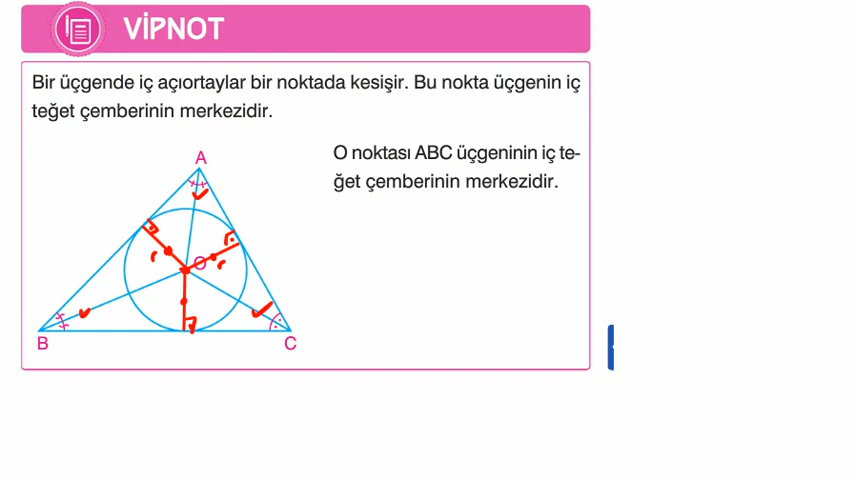 VİPNOT
Bir üçgende iç açıortaylar bir noktada kesişir. Bu nokta üçgenin iç
teğet çemberinin merkezidir.
O noktası ABC üçgeninin iç te-
ğet çemberinin merkezidir.
A
r
O
r
B
C